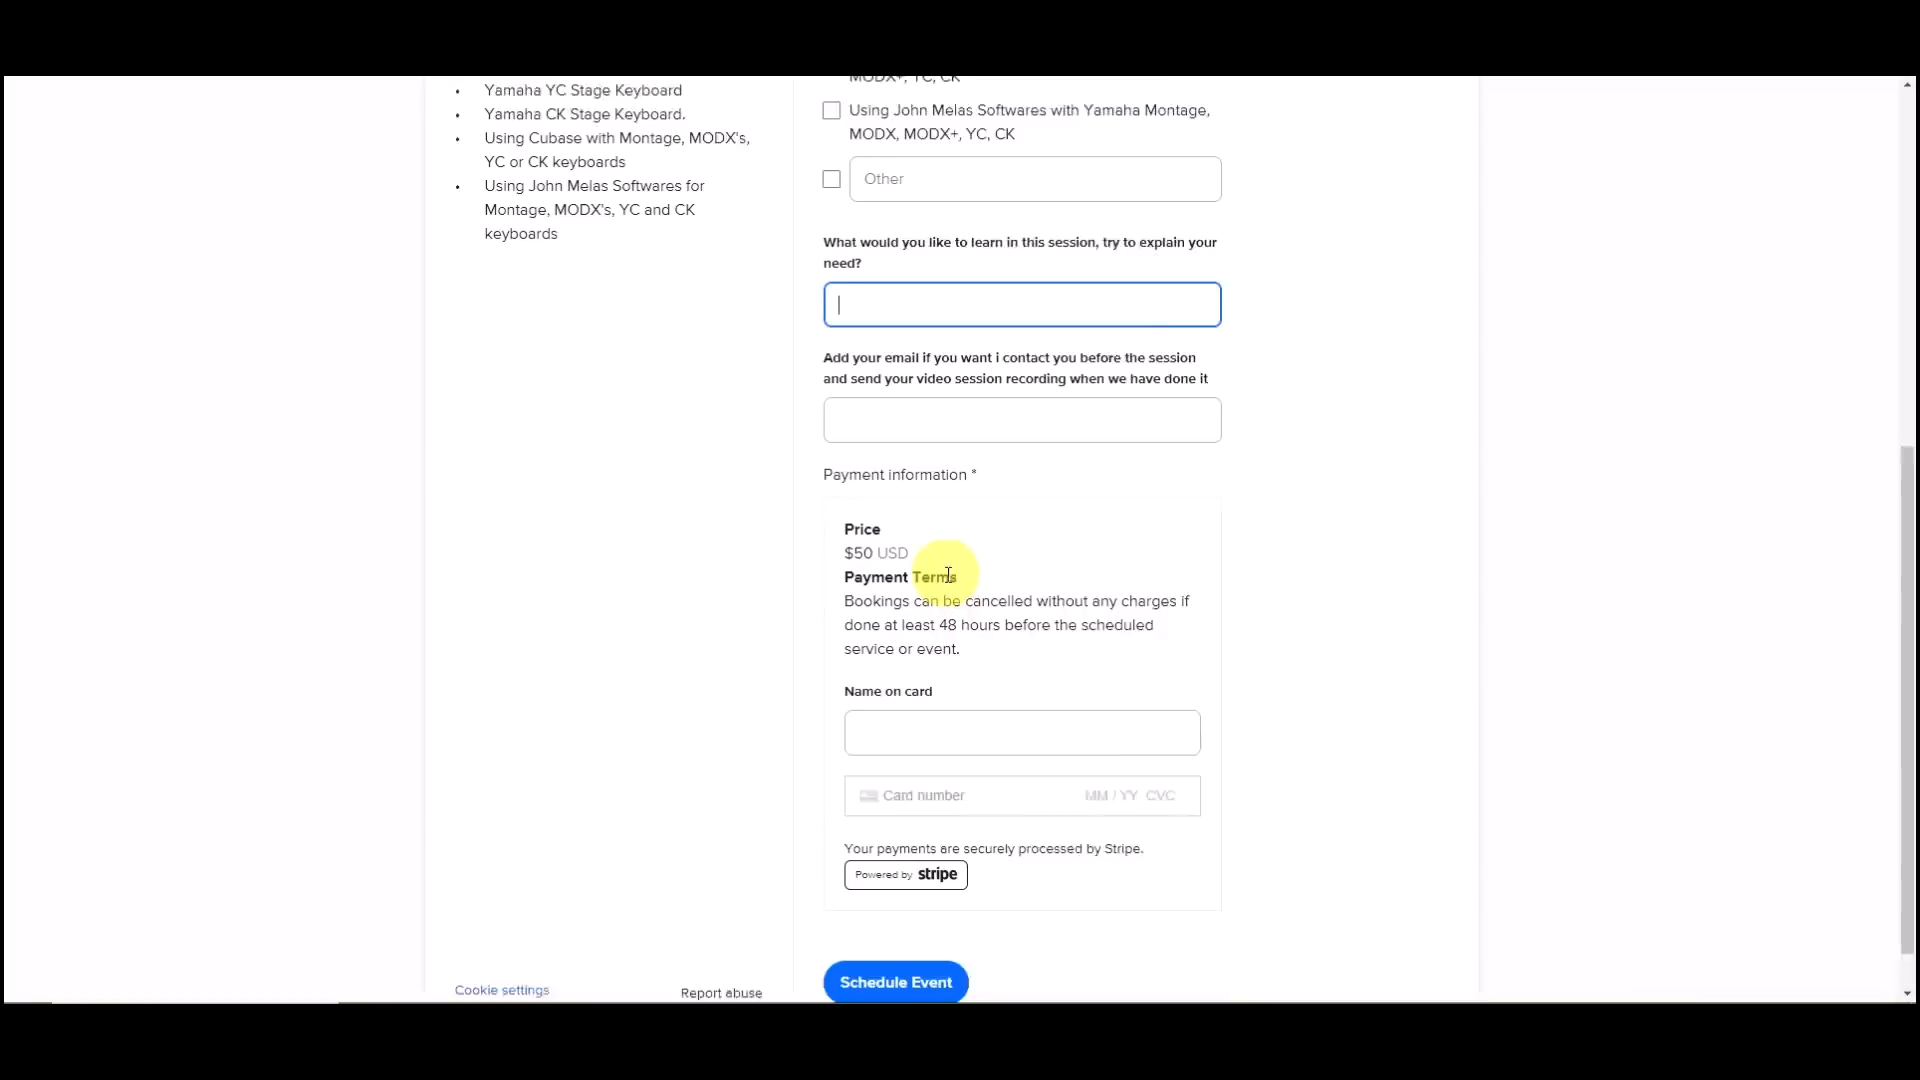 Yamaha YC Stage Keyboard
Yamaha CK Stage Keyboard.
Using Cubase with Montage, MODX's,
YC or CK keyboards
Using John Melas Softwares for
Montage, MODX's, YC and CK
keyboards
Cookie settings
Report abuse
MODX+, YC, CK
Using John Melas Softwares with Yamaha Montage,
MODX, MODX+, YC, CK
Other
What would you like to learn in this session, try to explain your
need?
Add your email if you want i contact you before the session
and send your video session recording when we have done it
Payment information *
Price
$50 USD
Payment Terms
Bookings can be cancelled without any charges if
done at least 48 hours before the scheduled
service or event.
Name on card
Card number MM / YY CVC
Your payments are securely processed by Stripe.
Powered by stripe
Schedule Event